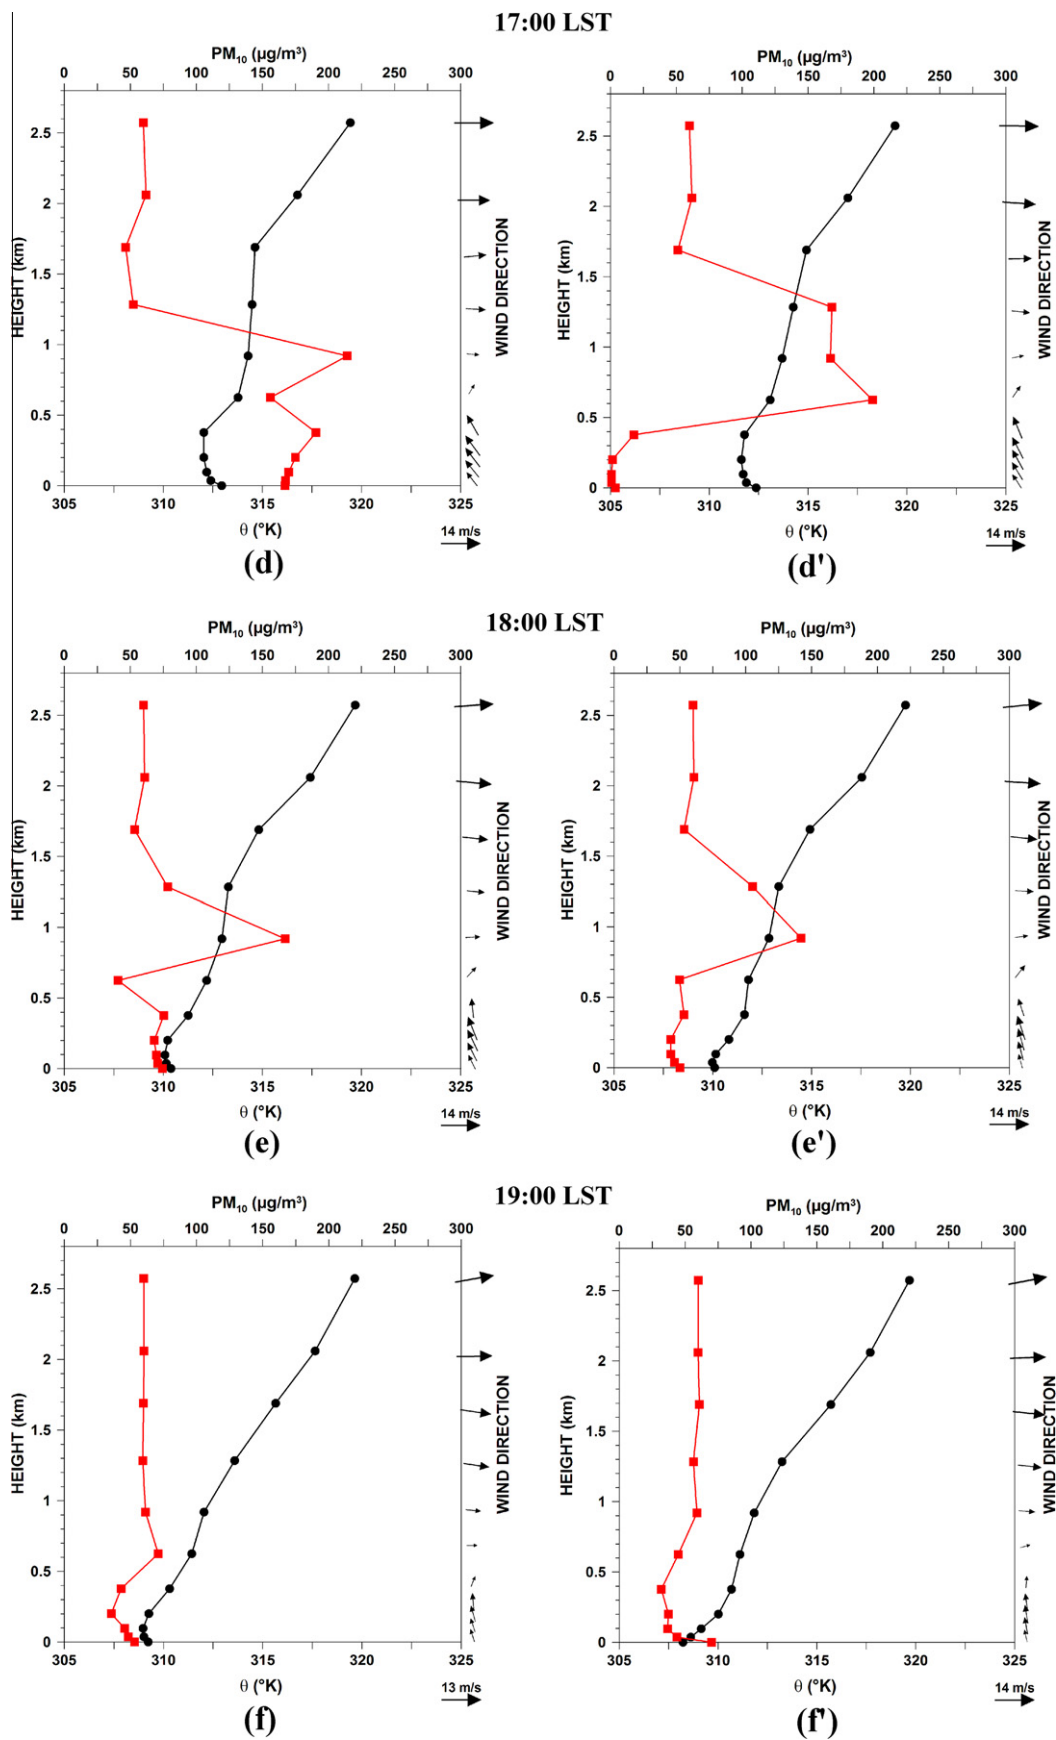 17:00 LST
PM10 (µg/m³) PM10 (µg/m³)
0 50 100 150 200 250 300 0 50 100 150 200 250 300
2.5 2.5
2 2
1.5 1.5
1 1
0.5 0.5
0 0
HEIGHT (km) WIND DIRECTION HEIGHT (km) WIND DIRECTION
305 310 315 320 325 305 310 315 320 325
θ (°K) 14 m/s θ (°K) 14 m/s
(d) (d')
18:00 LST
PM10 (µg/m³) PM10 (µg/m³)
0 50 100 150 200 250 300 0 50 100 150 200 250 300
2.5 2.5
2 2
1.5 1.5
1 1
0.5 0.5
0 0
HEIGHT (km) WIND DIRECTION HEIGHT (km) WIND DIRECTION
305 310 315 320 325 305 310 315 320 325
θ (°K) 14 m/s θ (°K) 14 m/s
(e) (e')
19:00 LST
PM10 (µg/m³) PM10 (µg/m³)
0 50 100 150 200 250 300 0 50 100 150 200 250 300
2.5 2.5
2 2
1.5 1.5
1 1
0.5 0.5
0 0
HEIGHT (km) WIND DIRECTION HEIGHT (km) WIND DIRECTION
305 310 315 320 325 305 310 315 320 325
θ (°K) 13 m/s θ (°K) 14 m/s
(f) (f')